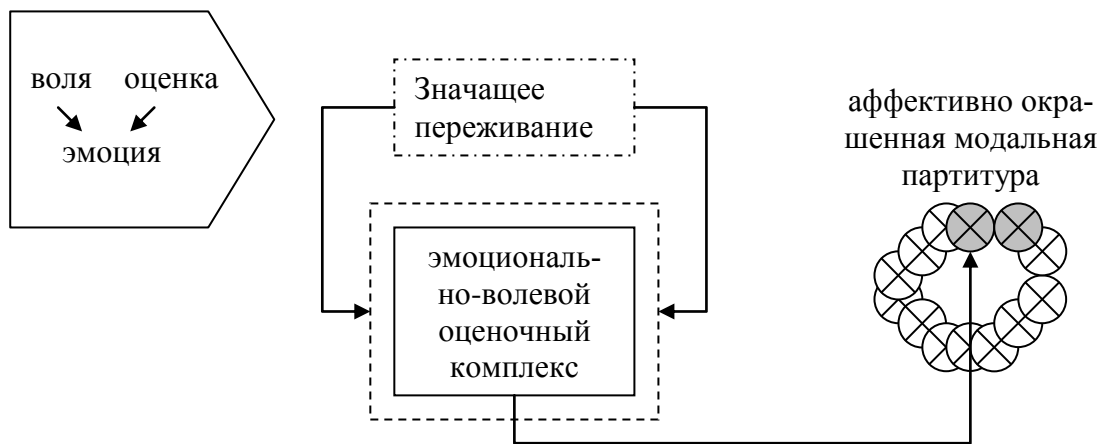 воля оценка
эмоция
Значащее
переживание
эмоциональ-
но-волевой
оценочный
комплекс
аффективно окра-
шенная модальная
партитура